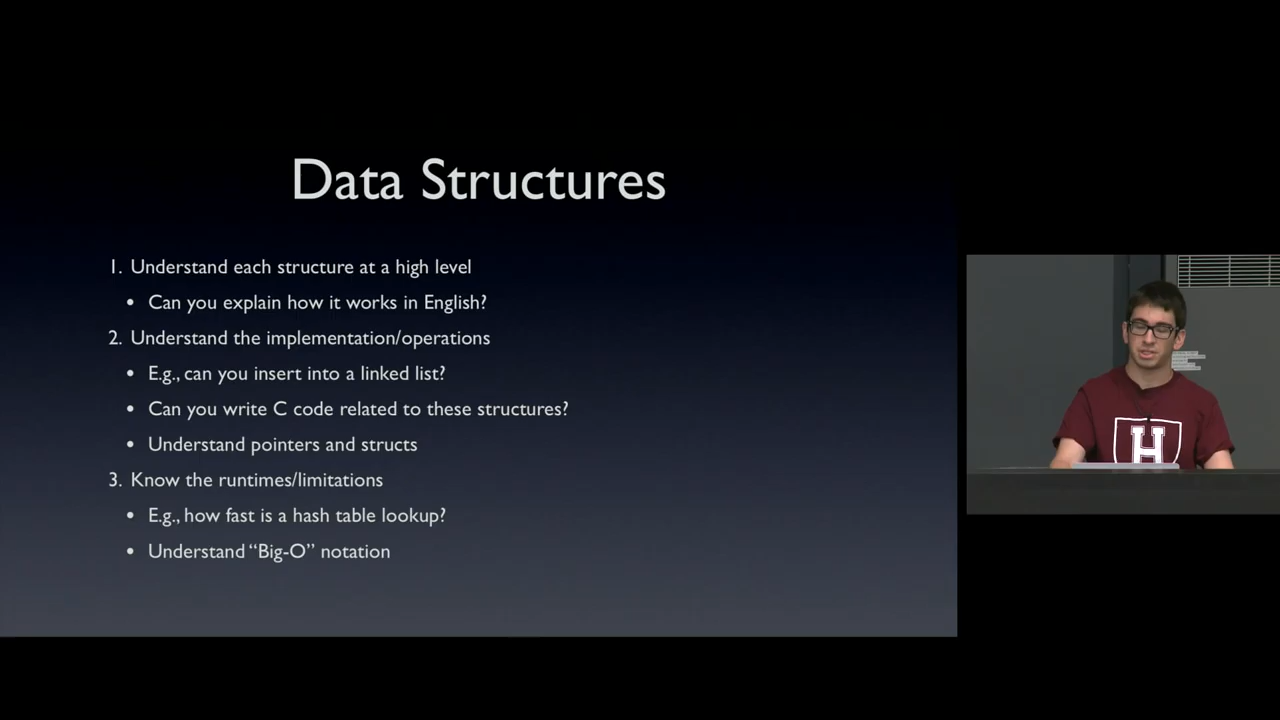 Data Structures
1. Understand each structure at a high level
• Can you explain how it works in English?
2. Understand the implementation/operations
• E.g., can you insert into a linked list?
• Can you write C code related to these structures?
• Understand pointers and structs
3. Know the runtimes/limitations
• E.g., how fast is a hash table lookup?
• Understand “Big-O” notation
H